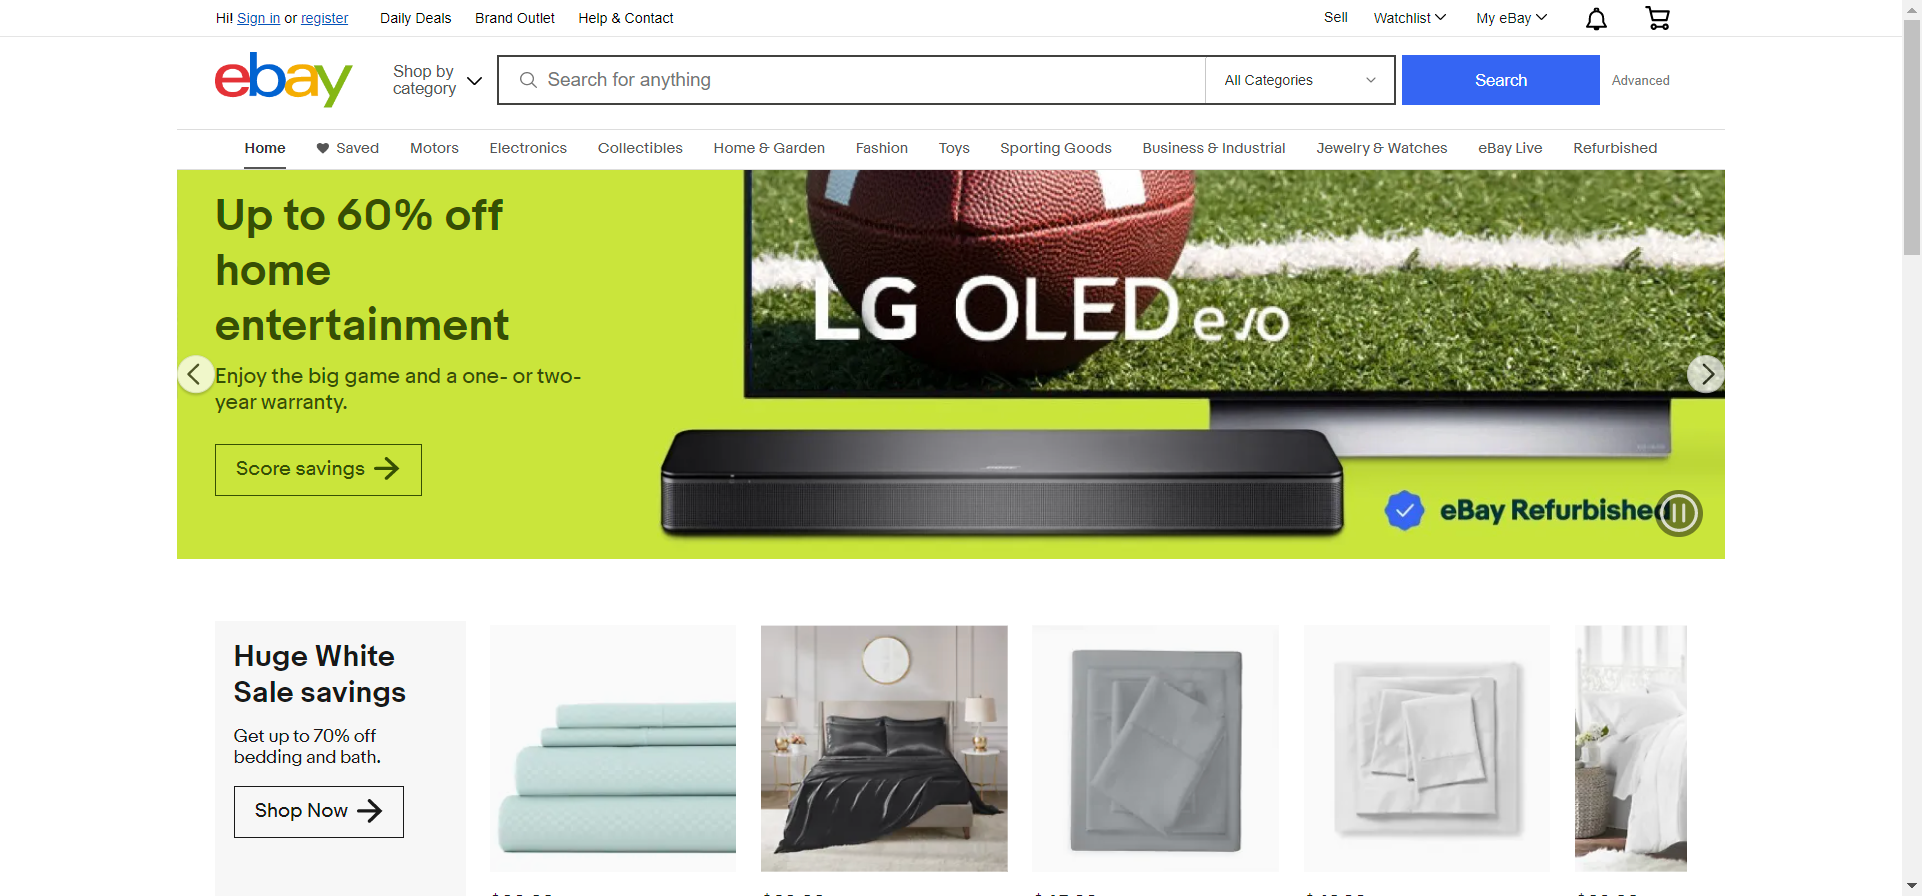 Hi! Sign in or register
Daily Deals
Brand Outlet
Help & Contact
Sell
Watchlist
My eBay
ebay
Shop by
category
Search for anything
All Categories
Search
Advanced
Home
Saved
Motors
Electronics
Collectibles
Home & Garden
Fashion
Toys
Sporting Goods
Business & Industrial
Jewelry & Watches
eBay Live
Refurbished
Up to 60% off
home
entertainment
Enjoy the big game and a one- or two-
year warranty.
Score savings
LG OLED evo
eBay Refurbished
Huge White
Sale savings
Get up to 70% off
bedding and bath.
Shop Now